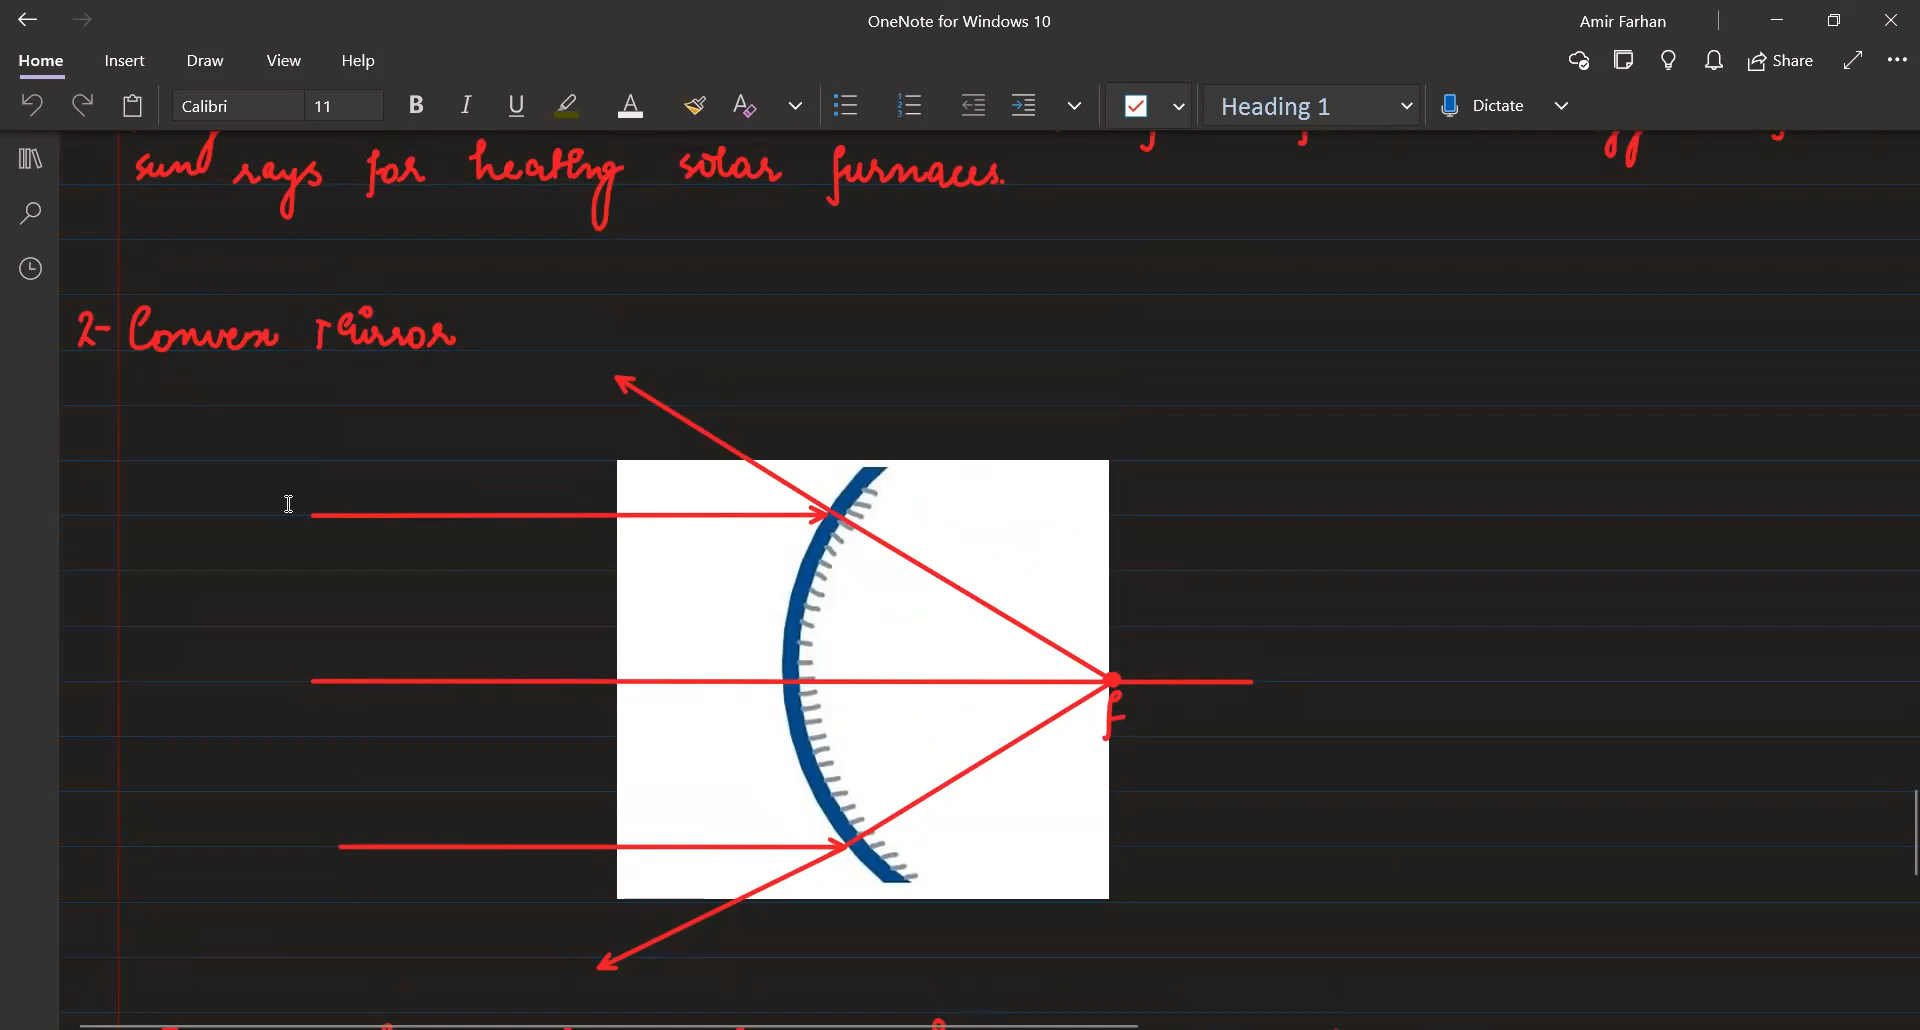 OneNote for Windows 10
Amir Farhan
Home Insert Draw View Help
Share
Calibri 11
B I U A A
Heading 1
Dictate
rays for heating solar furnaces.
2- Convex Mirror
f